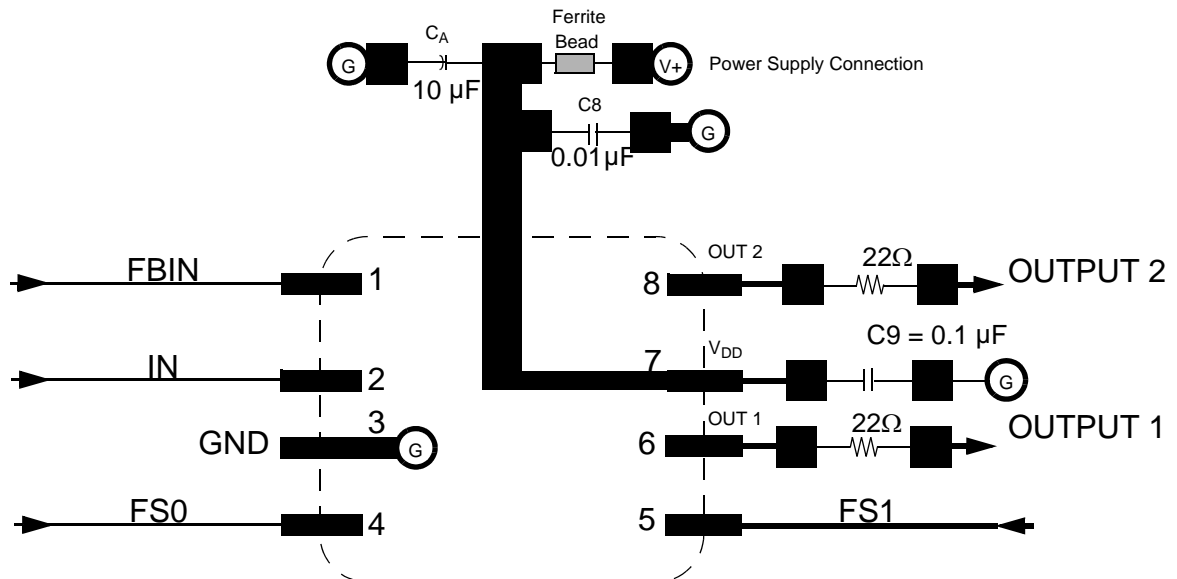 Ferrite
Bead
C_A
G
V+
Power Supply Connection
10 µF
C8
G
0.01µF
FBIN
1
8
OUT 2
22Ω
OUTPUT 2
IN
2
7
V_DD
C9 = 0.1 µF
G
GND
3
G
6
OUT 1
22Ω
OUTPUT 1
FS0
4
5
FS1